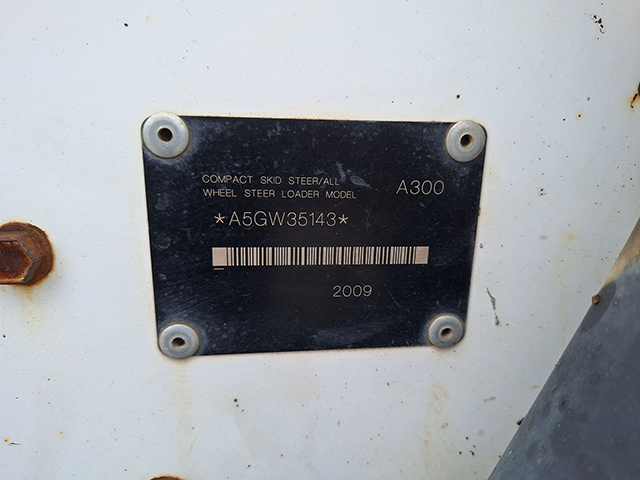 COMPACT SKID STEER/ALL
WHEEL STEER LOADER MODEL A300
*A5GW35143*
2009